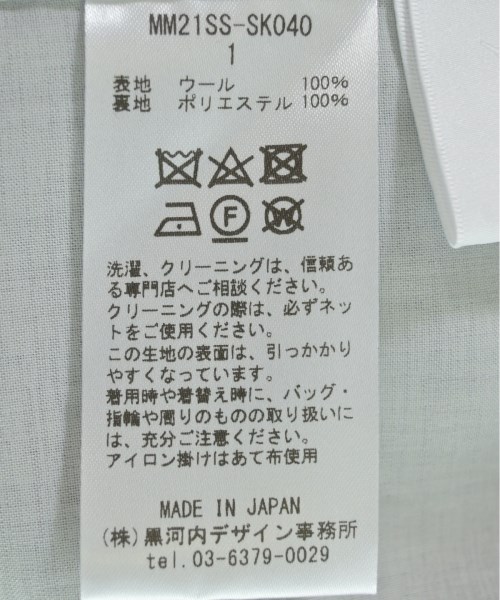 MM21SS-SK040
1
表地 ウール 100%
裏地 ポリエステル 100%
F
W
洗濯、クリーニングは、信頼あ
る専門店へご相談ください。
クリーニングの際は、必ずネッ
トをご使用ください。
この生地の表面は、引っかかり
やすくなっています。
着用時や着替え時に、バッグ・
指輪や周りのものの取り扱いに
は、充分ご注意ください。
アイロン掛けはあて布使用
MADE IN JAPAN
(株)黒河内デザイン事務所
tel.03-6379-0029